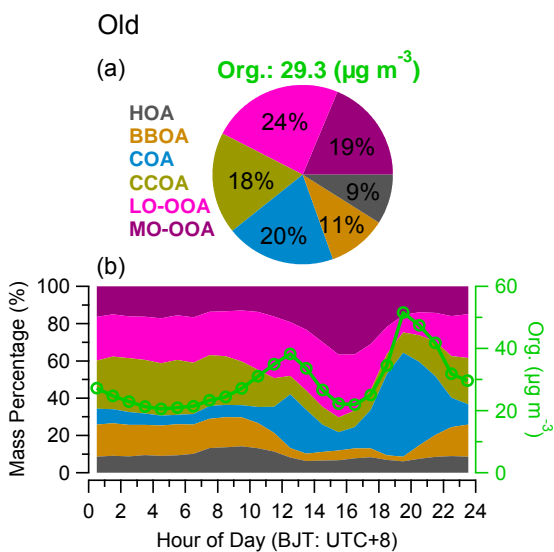 Old
(a)
Org.: 29.3 (µg m⁻³)
HOA
BBOA
COA
CCOA
LO-OOA
MO-OOA
24%
19%
18%
9%
20%
11%
(b)
Mass Percentage (%)
100
80
60
40
20
0
60
40
20
0
Org. (µg m⁻³)
0 2 4 6 8 10 12 14 16 18 20 22 24
Hour of Day (BJT: UTC+8)